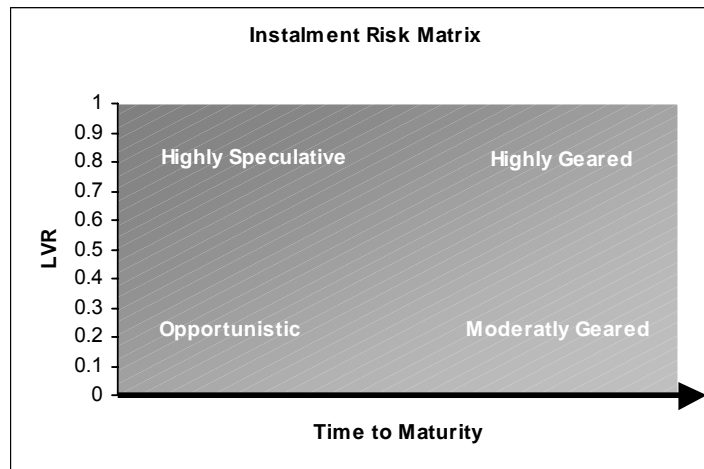 Instalment Risk Matrix
1
0.9
0.8
0.7
0.6
0.5
0.4
0.3
0.2
0.1
0
LVR
Highly Speculative
Highly Geared
Opportunistic
Moderatly Geared
Time to Maturity